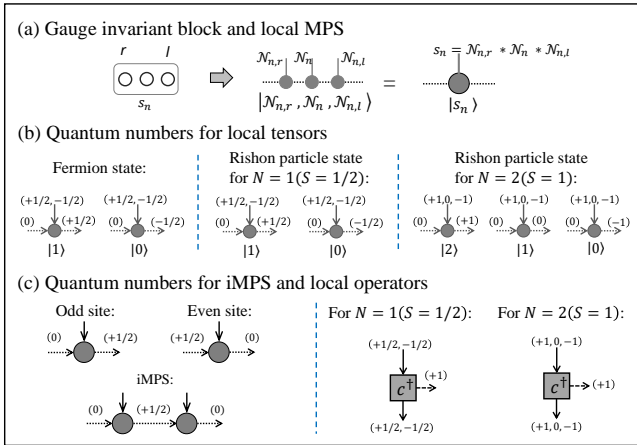 (a) Gauge invariant block and local MPS
r l
s_n
𝒩_{n,r} 𝒩_n 𝒩_{n,l}
|𝒩_{n,r} , 𝒩_n , 𝒩_{n,l} ⟩
=
s_n = 𝒩_{n,r} * 𝒩_n * 𝒩_{n,l}
|s_n ⟩
(b) Quantum numbers for local tensors
Fermion state:
(+1/2, −1/2) (+1/2, −1/2)
(0) (+1/2) (0) (−1/2)
|1⟩ |0⟩
Rishon particle state
for N = 1(S = 1/2):
(+1/2, −1/2) (+1/2, −1/2)
(0) (+1/2) (0) (−1/2)
|1⟩ |0⟩
Rishon particle state
for N = 2(S = 1):
(+1,0, −1) (+1,0, −1) (+1,0, −1)
(0) (+1) (0) (0) (0) (−1)
|2⟩ |1⟩ |0⟩
(c) Quantum numbers for iMPS and local operators
Odd site: Even site:
(0) (+1/2) (+1/2) (0)
iMPS:
(0) (+1/2) (0)
For N = 1(S = 1/2):
(+1/2, −1/2)
c† (+1)
(+1/2, −1/2)
For N = 2(S = 1):
(+1,0, −1)
c† (+1)
(+1,0, −1)